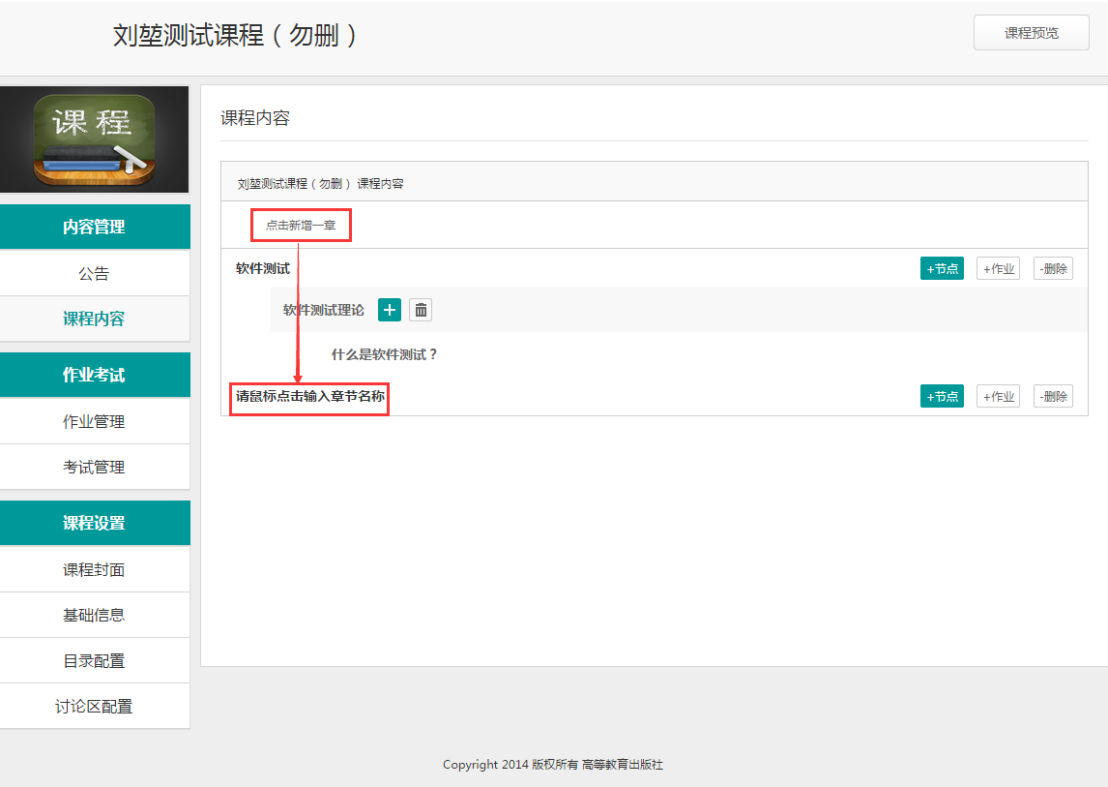 刘堃测试课程（勿删）
课程预览
课程
内容管理
公告
课程内容
作业考试
作业管理
考试管理
课程设置
课程封面
基础信息
目录配置
讨论区配置
课程内容
刘堃测试课程（勿删） 课程内容
点击新增一章
软件测试 +节点 +作业 -删除
软件测试理论 +
什么是软件测试？
请鼠标点击输入章节名称 +节点 +作业 -删除
Copyright 2014 版权所有 高等教育出版社